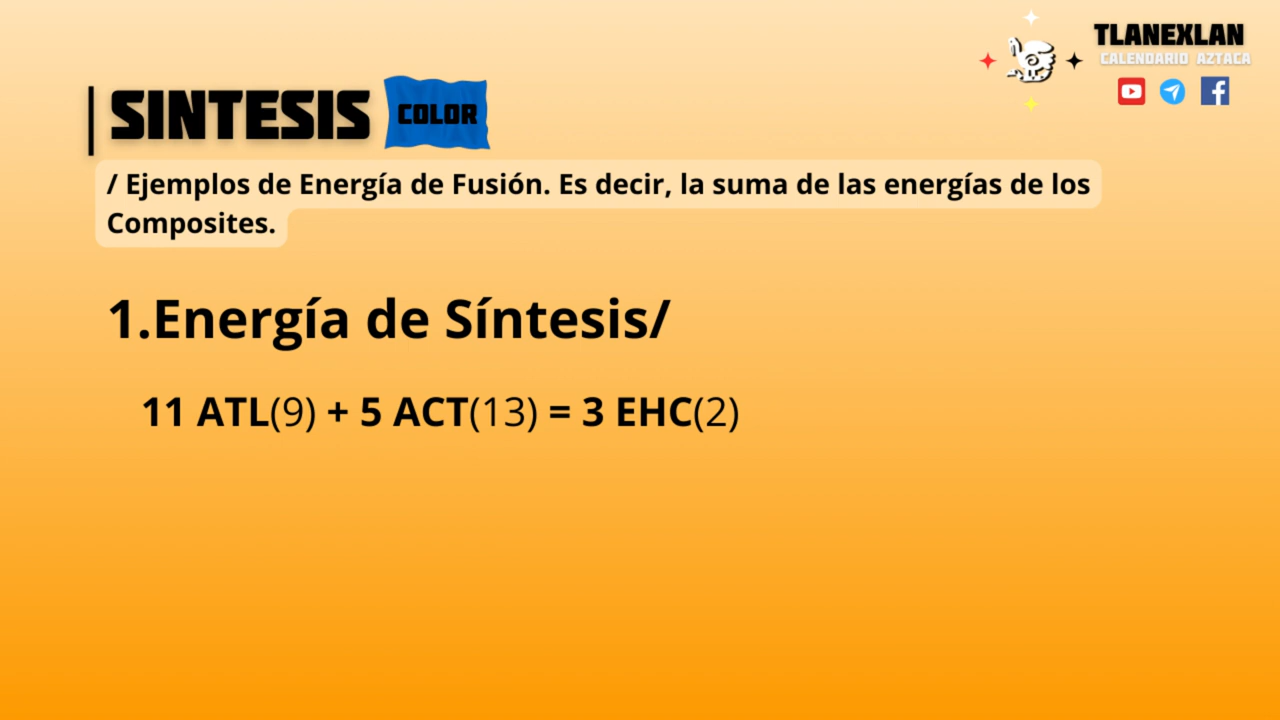 TLANEXLAN
CALENDARIO AZTACA
SINTESIS COLOR
/ Ejemplos de Energía de Fusión. Es decir, la suma de las energías de los
Composites.
1.Energía de Síntesis/
11 ATL(9) + 5 ACT(13) = 3 EHC(2)